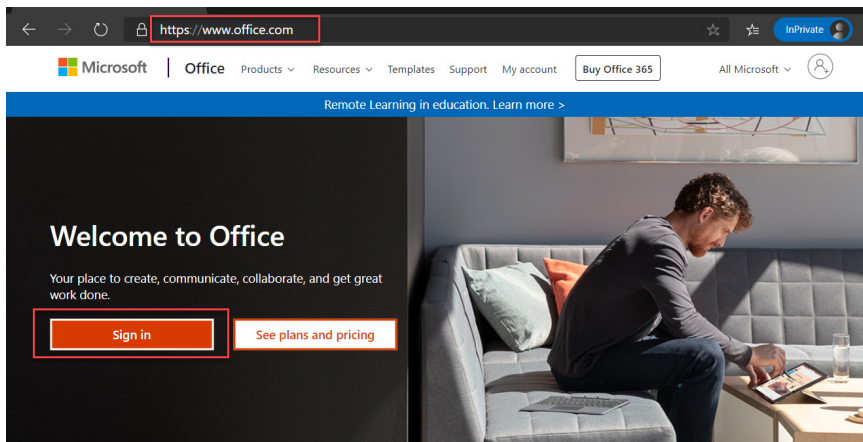 https://www.office.com
InPrivate
Microsoft Office Products Resources Templates Support My account Buy Office 365 All Microsoft
Remote Learning in education. Learn more >
Welcome to Office
Your place to create, communicate, collaborate, and get great
work done.
Sign in See plans and pricing